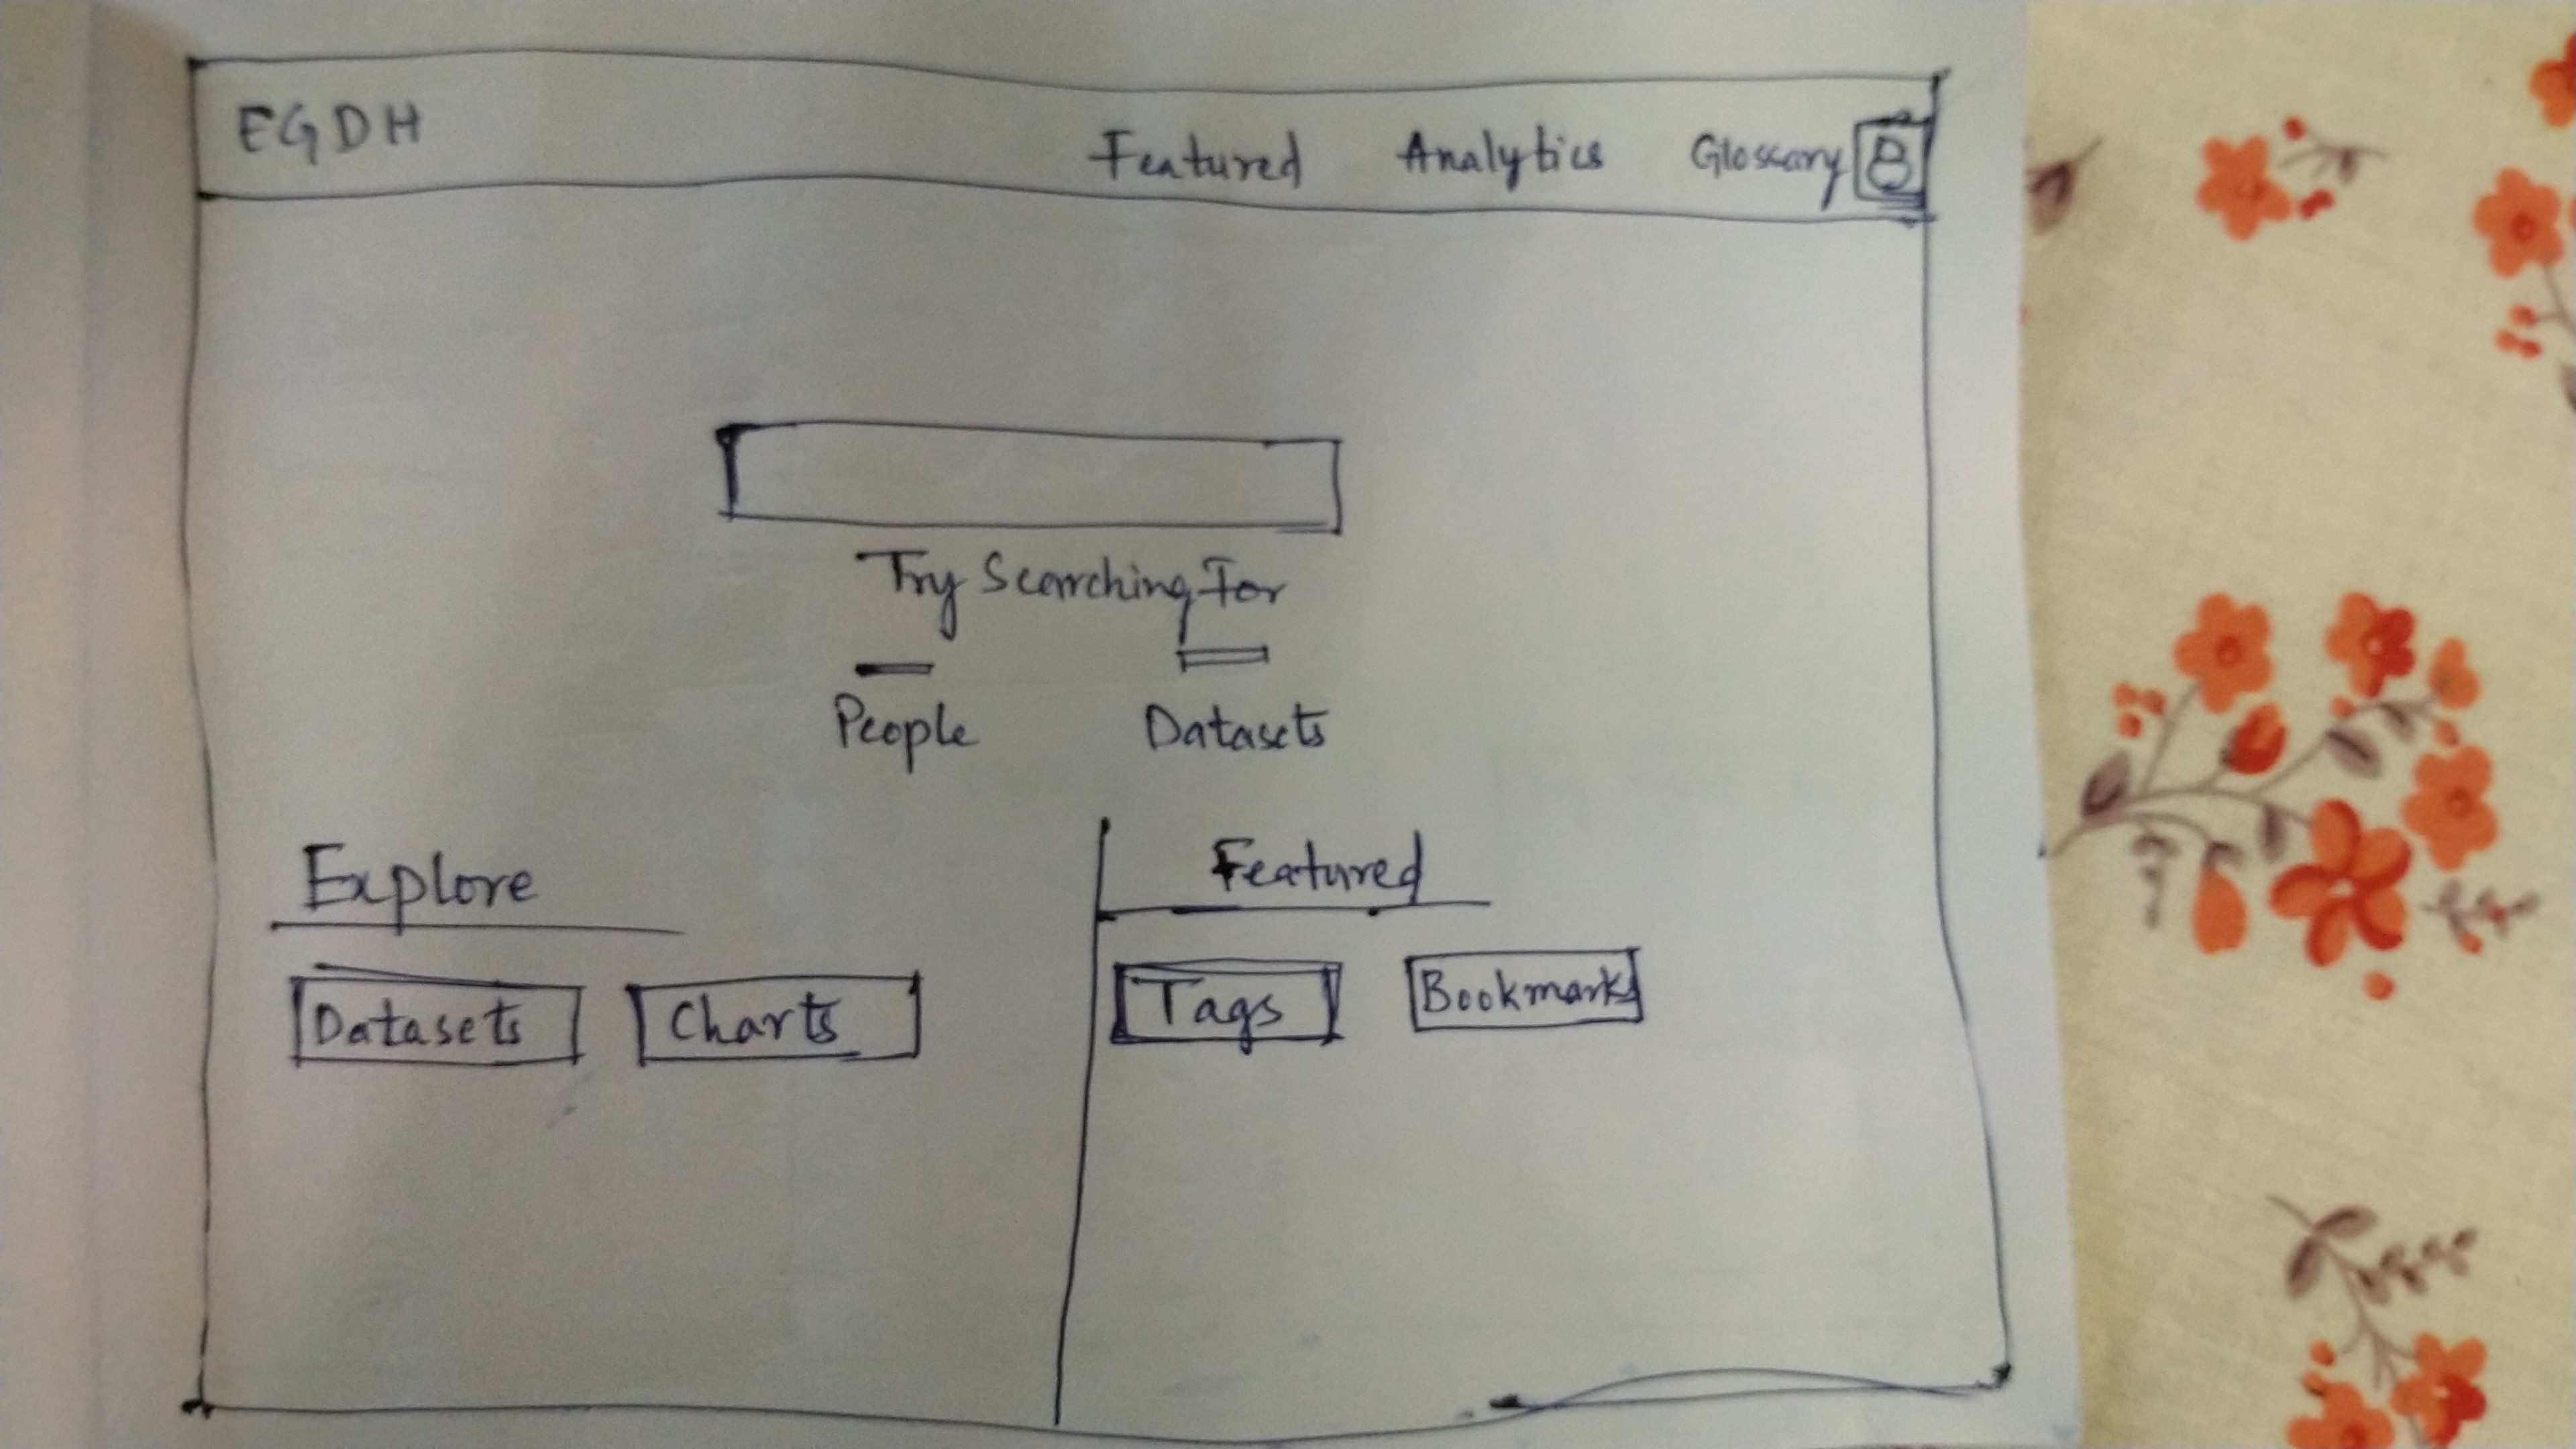 EGDH Featured Analytics Glossary
Try Searching For
People Datasets
Explore
Datasets Charts
Featured
Tags Bookmarks